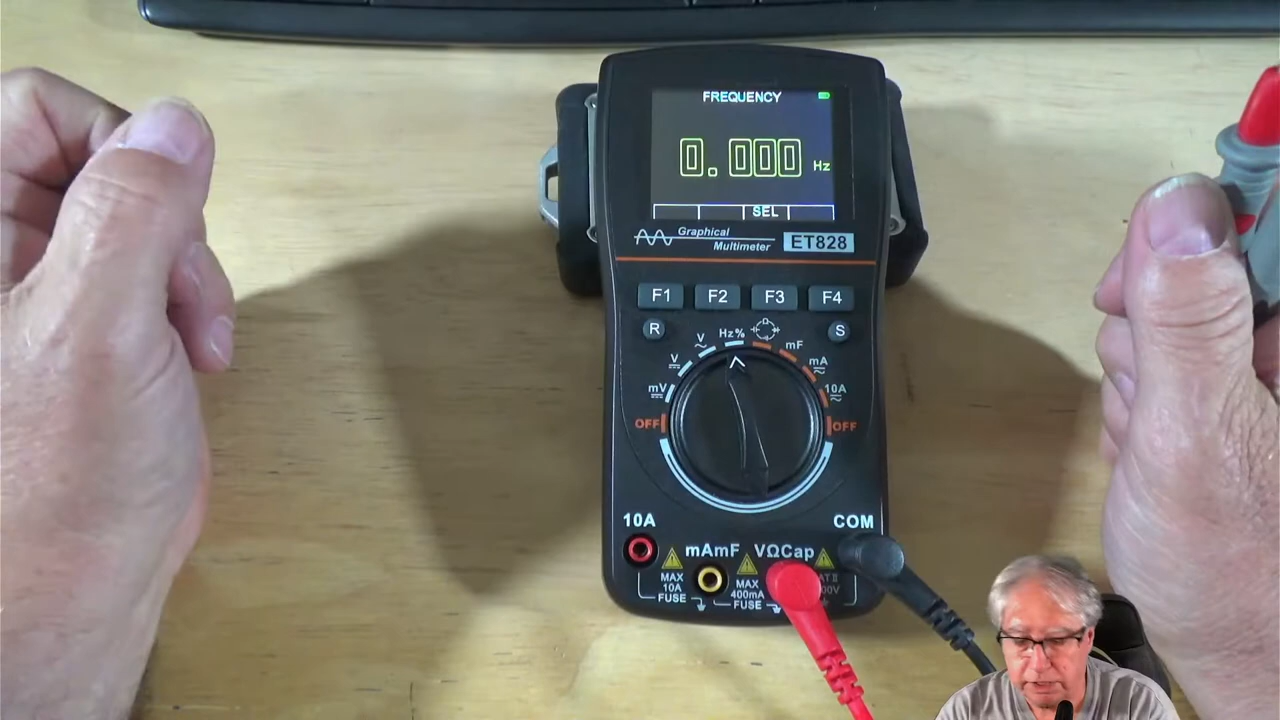 FREQUENCY
0.000 Hz
SEL
Graphical
Multimeter
ET828
F1 F2 F3 F4
R S
mV V V Hz% mF mA 10A
OFF OFF
10A COM
mAmF VΩCap
MAX
10A
FUSE
MAX
400mA
FUSE